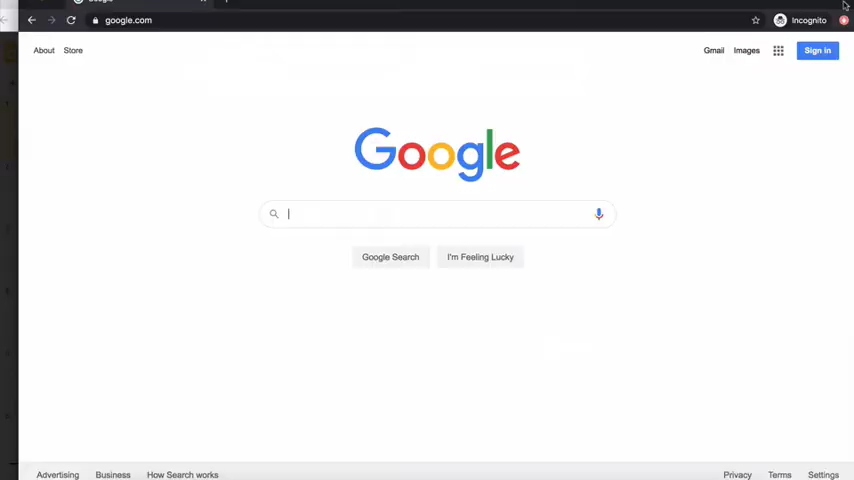 google.com
Incognito
About Store
Gmail Images
Sign in
Google
Google Search I'm Feeling Lucky
Advertising Business How Search works
Privacy Terms Settings